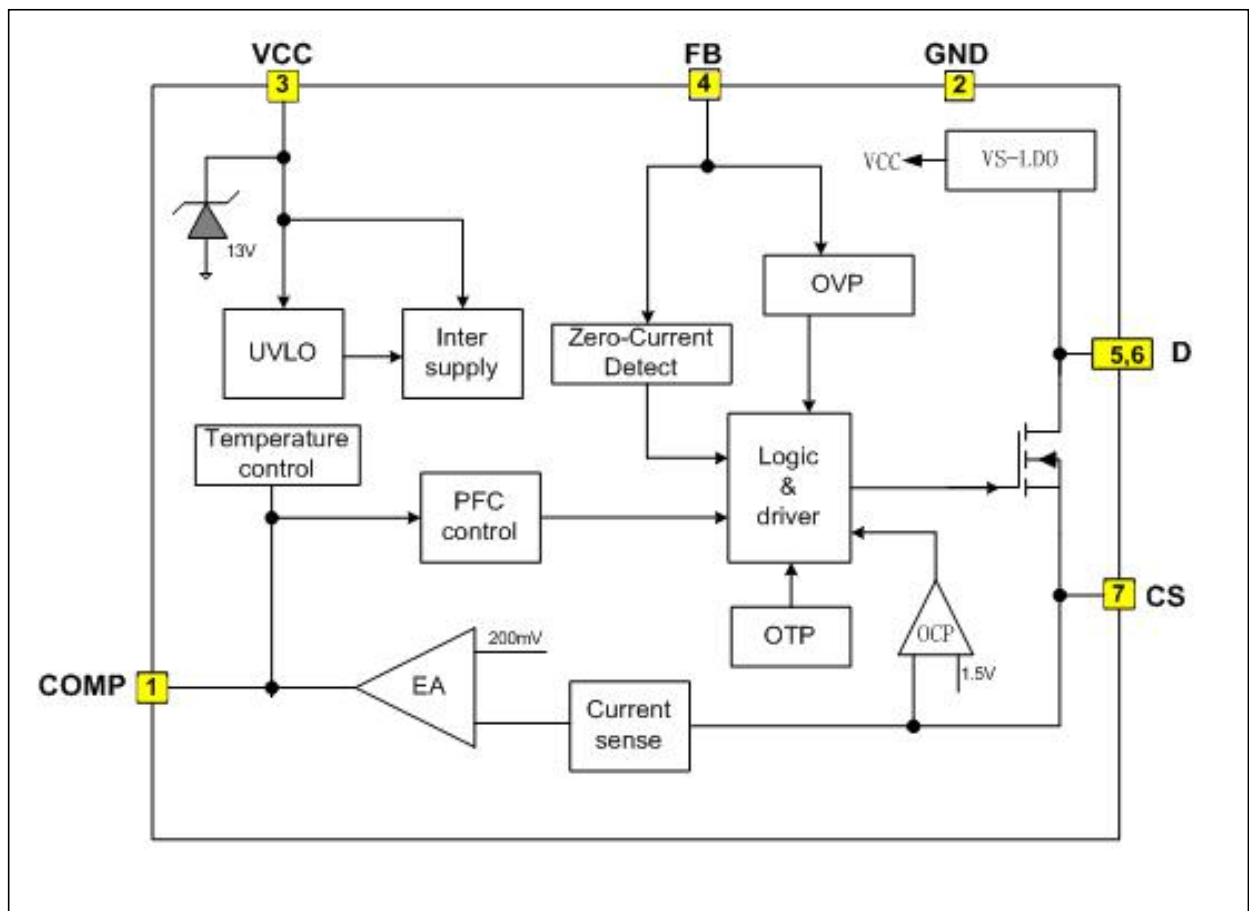 VCC
3
FB
4
GND
2
VCC
VS-LDO
13V
OVP
UVLO
Inter
supply
Zero-Current
Detect
5,6
D
Temperature
control
PFC
control
Logic
&
driver
7
CS
OTP
OCP
1.5V
COMP
1
EA
200mV
Current
sense